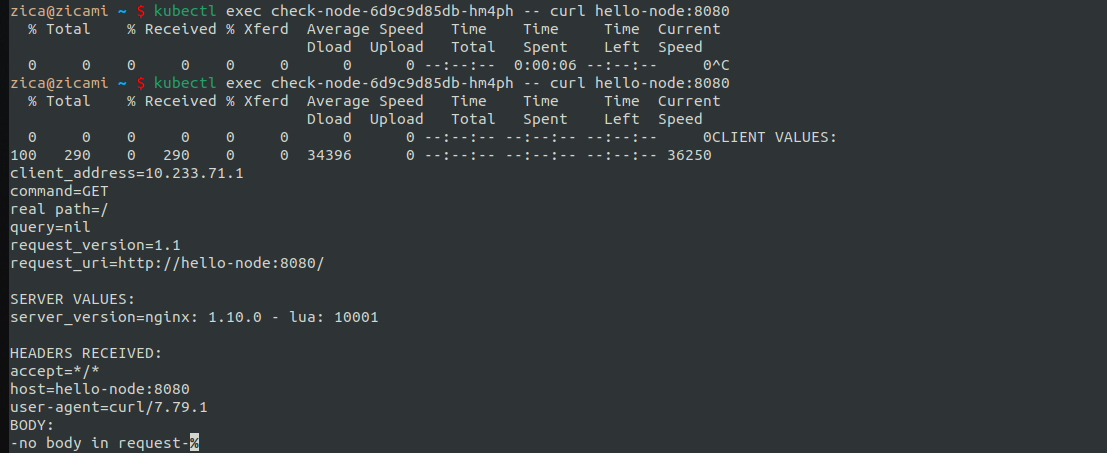 zica@zicami ~ $ kubectl exec check-node-6d9c9d85db-hm4ph -- curl hello-node:8080
  % Total    % Received % Xferd  Average Speed   Time    Time     Time  Current
                                 Dload  Upload   Total   Spent    Left  Speed
  0     0    0     0    0     0      0      0 --:--:--  0:00:06 --:--:--     0^C
zica@zicami ~ $ kubectl exec check-node-6d9c9d85db-hm4ph -- curl hello-node:8080
  % Total    % Received % Xferd  Average Speed   Time    Time     Time  Current
                                 Dload  Upload   Total   Spent    Left  Speed
  0     0    0     0    0     0      0      0 --:--:-- --:--:-- --:--:--     0CLIENT VALUES:
100   290    0   290    0     0  34396      0 --:--:-- --:--:-- --:--:-- 36250
client_address=10.233.71.1
command=GET
real path=/
query=nil
request_version=1.1
request_uri=http://hello-node:8080/

SERVER VALUES:
server_version=nginx: 1.10.0 - lua: 10001

HEADERS RECEIVED:
accept=*/*
host=hello-node:8080
user-agent=curl/7.79.1
BODY:
-no body in request-%